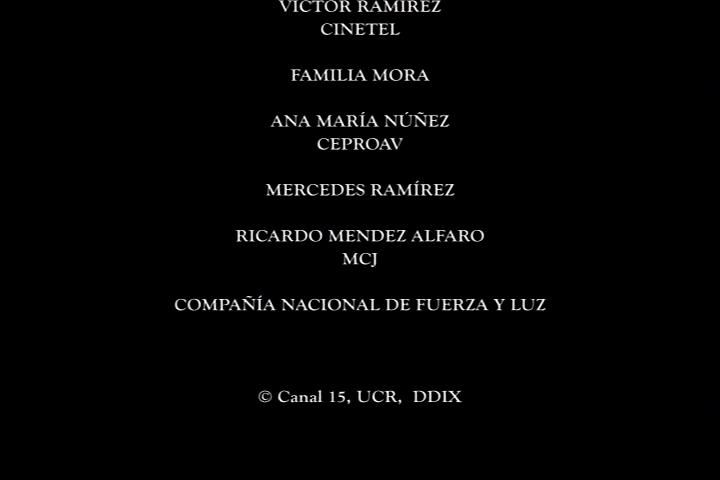 VÍCTOR RAMÍREZ
CINETEL
FAMILIA MORA
ANA MARÍA NÚÑEZ
CEPROAV
MERCEDES RAMÍREZ
RICARDO MENDEZ ALFARO
MCJ
COMPAÑÍA NACIONAL DE FUERZA Y LUZ
© Canal 15, UCR, DDIX